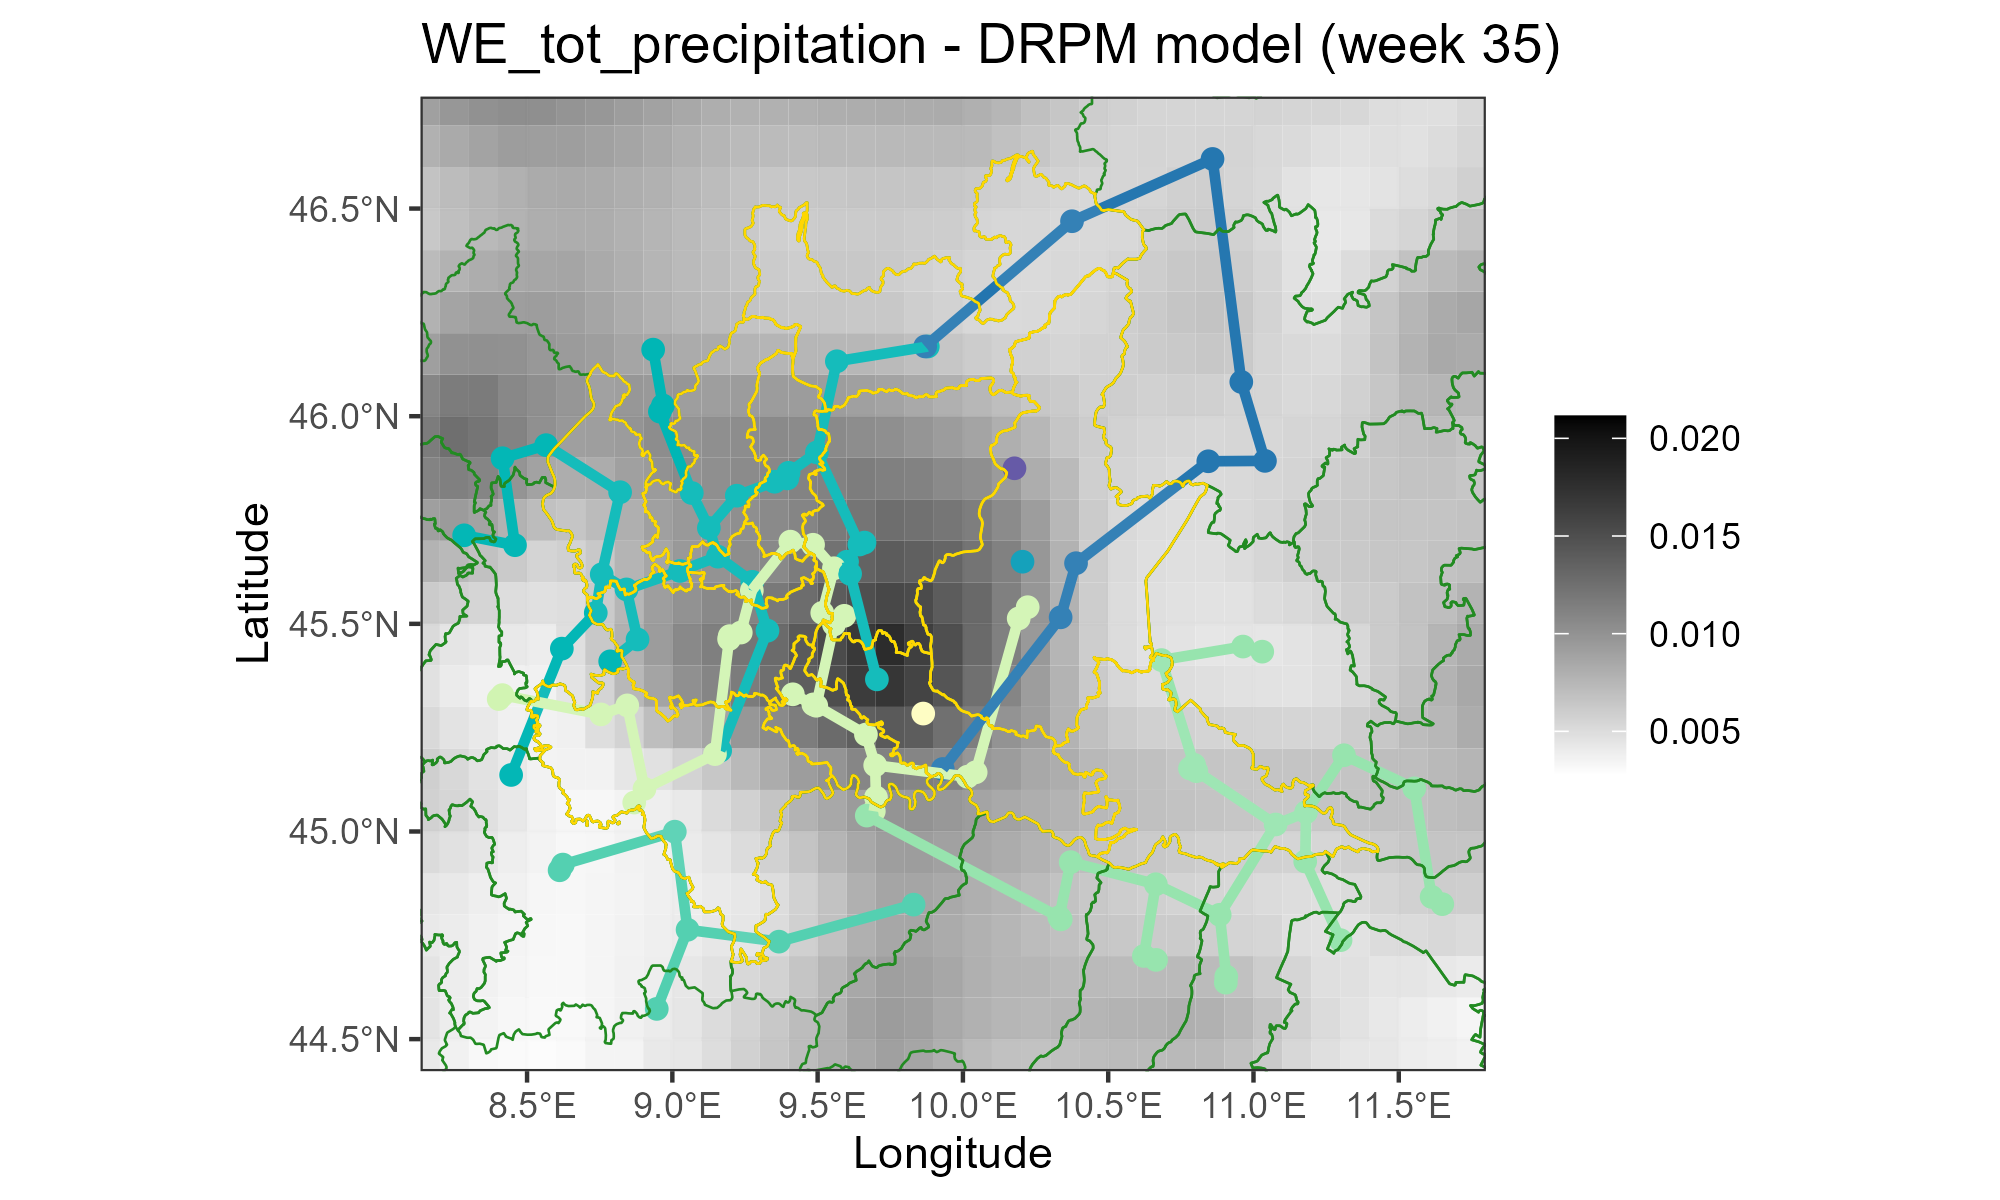 WE_tot_precipitation - DRPM model (week 35)
46.5°N
46.0°N
45.5°N
45.0°N
44.5°N
Latitude
8.5°E 9.0°E 9.5°E 10.0°E 10.5°E 11.0°E 11.5°E
Longitude
0.020
0.015
0.010
0.005